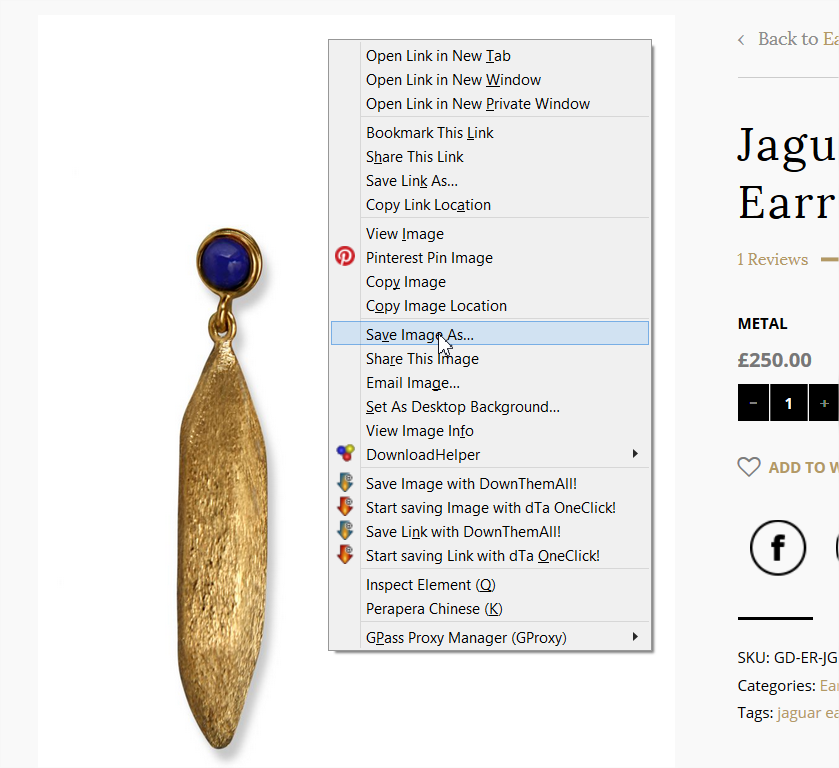 Open Link in New Tab
Open Link in New Window
Open Link in New Private Window
Bookmark This Link
Share This Link
Save Link As...
Copy Link Location
View Image
Pinterest Pin Image
Copy Image
Copy Image Location
Save Image As...
Share This Image
Email Image...
Set As Desktop Background...
View Image Info
DownloadHelper
Save Image with DownThemAll!
Start saving Image with dTa OneClick!
Save Link with DownThemAll!
Start saving Link with dTa OneClick!
Inspect Element (Q)
Perapera Chinese (K)
GPass Proxy Manager (GProxy)
Back to Ea
Jagu
Earr
1 Reviews
METAL
£250.00
- 1 +
ADD TO W
f
SKU: GD-ER-JG
Categories: Ea
Tags: jaguar ea